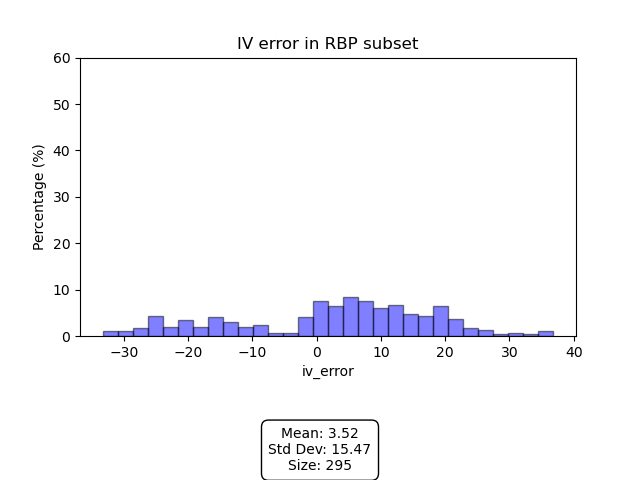 IV error in RBP subset
60
50
40
30
20
10
0
Percentage (%)
−30 −20 −10 0 10 20 30 40
iv_error
Mean: 3.52
Std Dev: 15.47
Size: 295